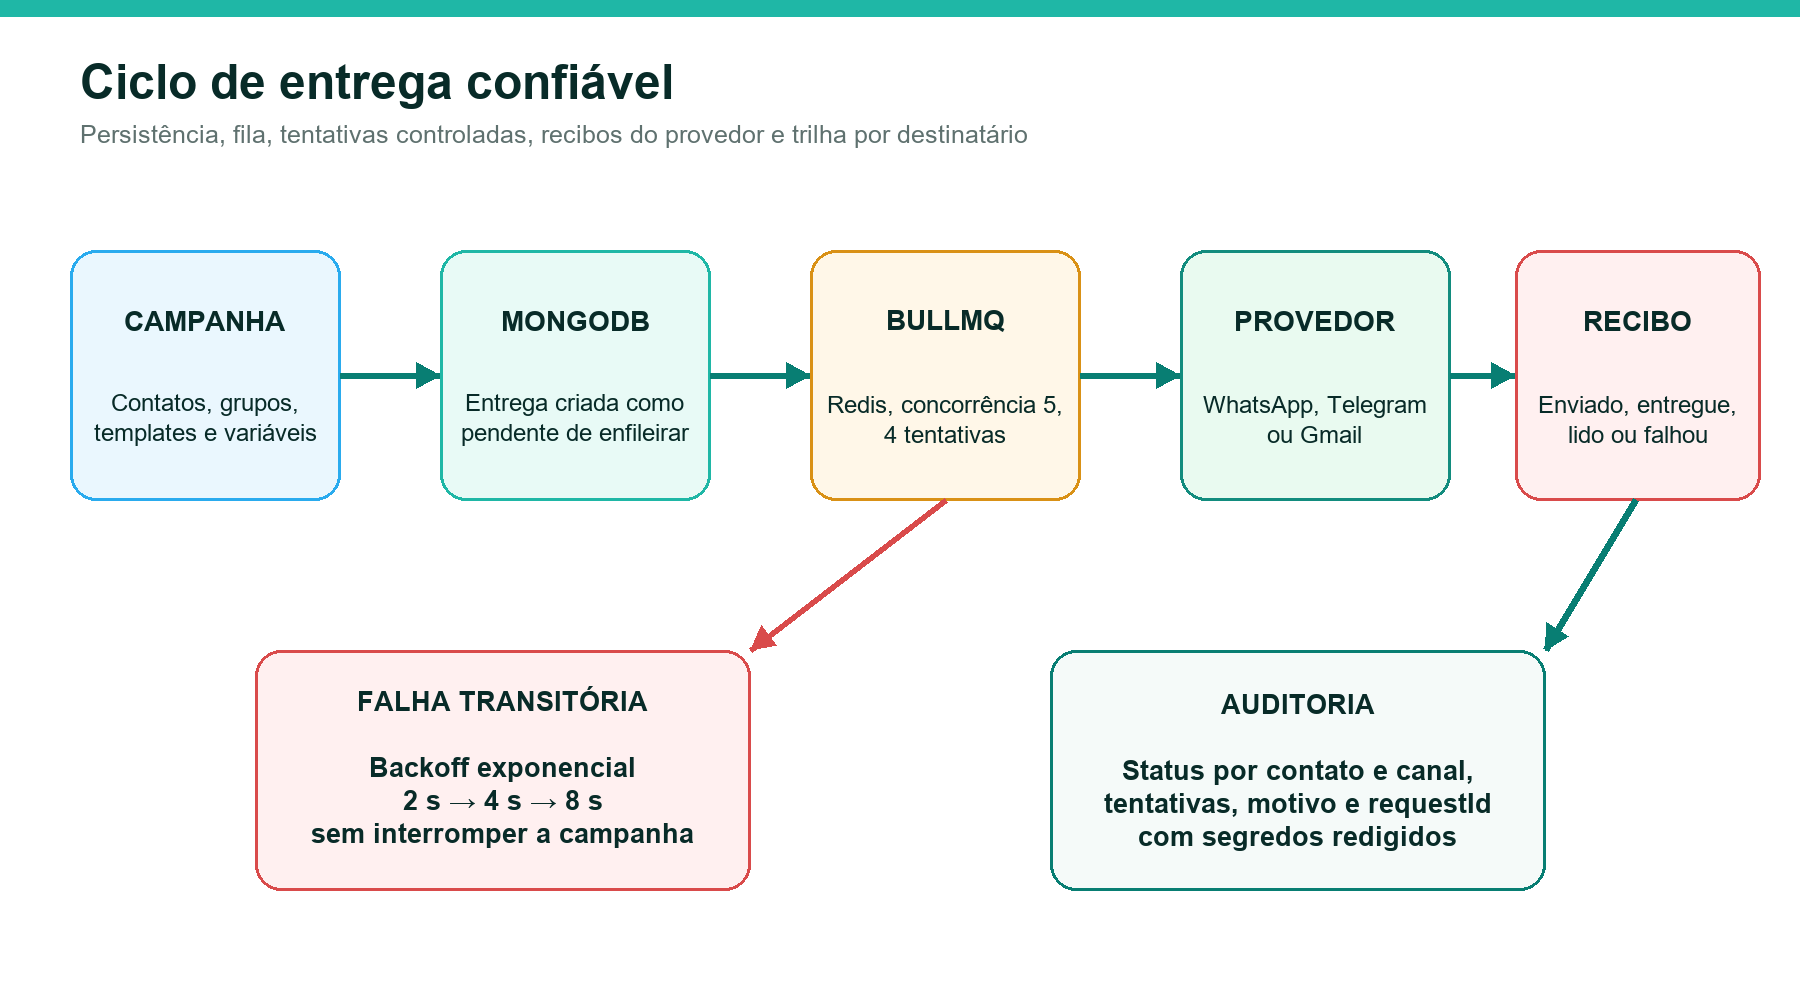 Ciclo de entrega confiável
Persistência, fila, tentativas controladas, recibos do provedor e trilha por destinatário
CAMPANHA
Contatos, grupos,
templates e variáveis
MONGODB
Entrega criada como
pendente de enfileirar
BULLMQ
Redis, concorrência 5,
4 tentativas
PROVEDOR
WhatsApp, Telegram
ou Gmail
RECIBO
Enviado, entregue,
lido ou falhou
FALHA TRANSITÓRIA
Backoff exponencial
2 s → 4 s → 8 s
sem interromper a campanha
AUDITORIA
Status por contato e canal,
tentativas, motivo e requestId
com segredos redigidos